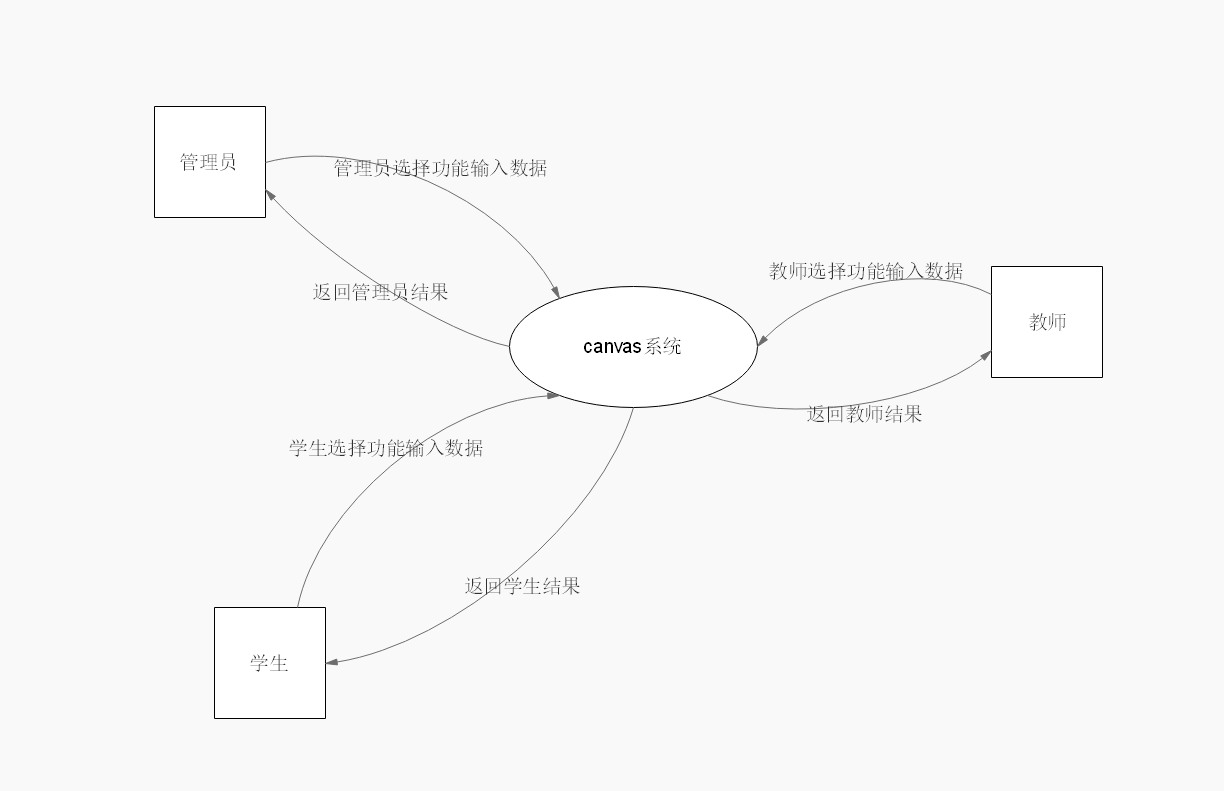 管理员
管理员选择功能输入数据
教师选择功能输入数据
返回管理员结果
教师
canvas系统
返回教师结果
学生选择功能输入数据
返回学生结果
学生